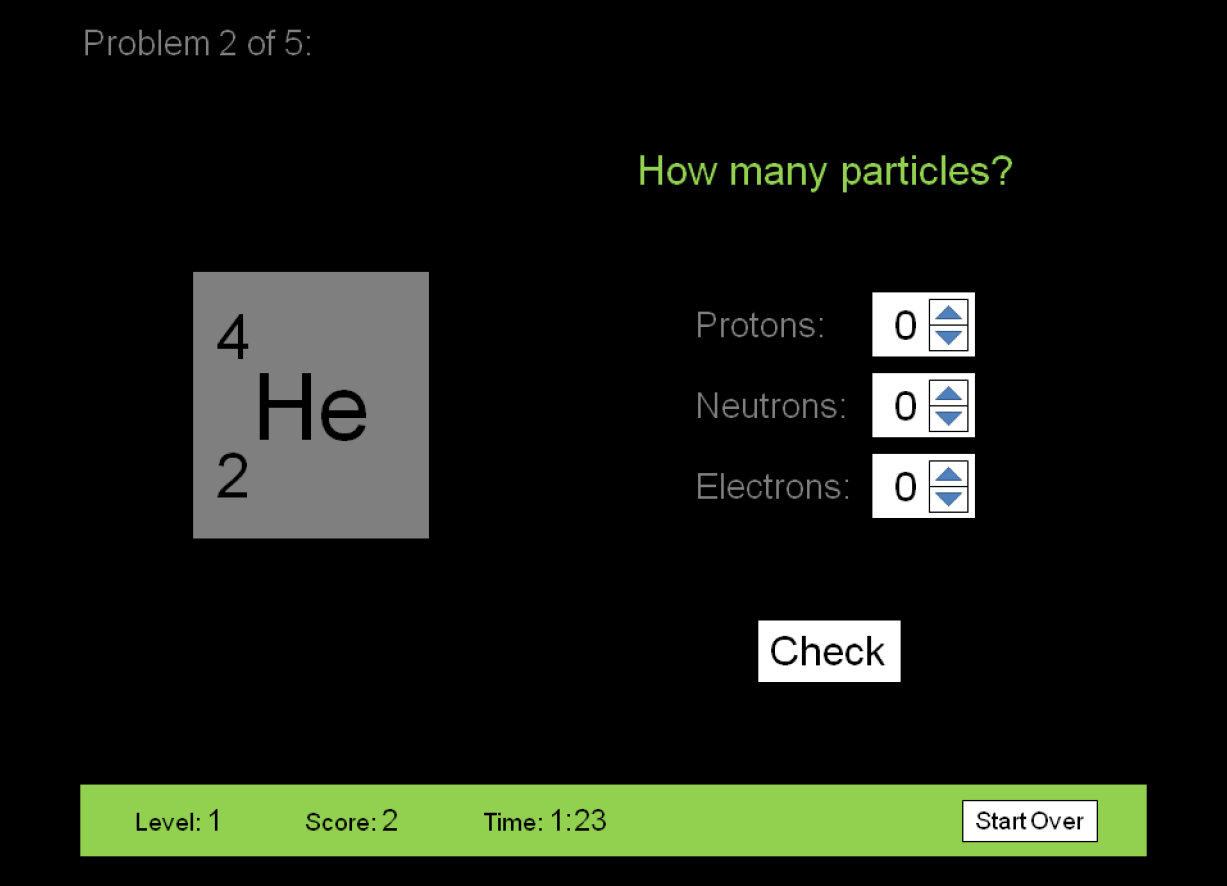 Problem 2 of 5:
How many particles?
4
He
2
Protons: 0
Neutrons: 0
Electrons: 0
Check
Level: 1 Score: 2 Time: 1:23 Start Over